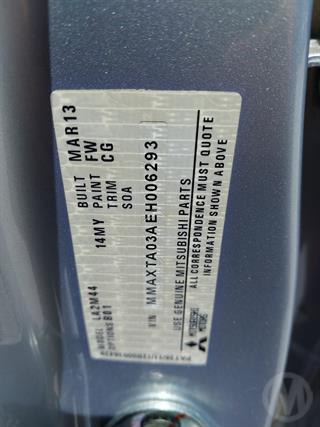 BUILT MAR13
14MY PAINT FW
TRIM CG
SOA
MODEL LA2M44
OPTIONS B01
VIN MMAXTA03AEH006293
USE GENUINE MITSUBISHI PARTS
ALL CORRESPONDENCE MUST QUOTE
INFORMATION SHOWN ABOVE
MITSUBISHI
MOTORS
M